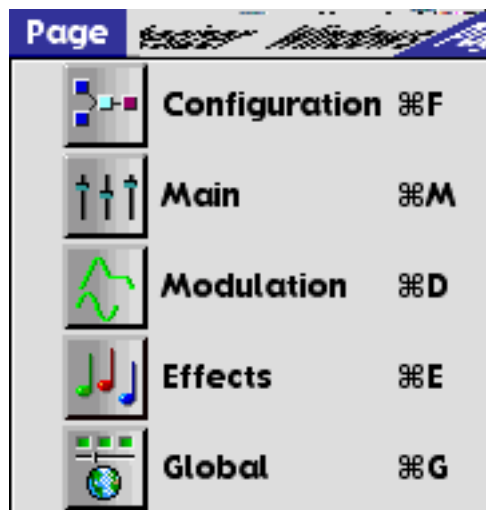 Page
Configuration ⌘F
Main ⌘M
Modulation ⌘D
Effects ⌘E
Global ⌘G